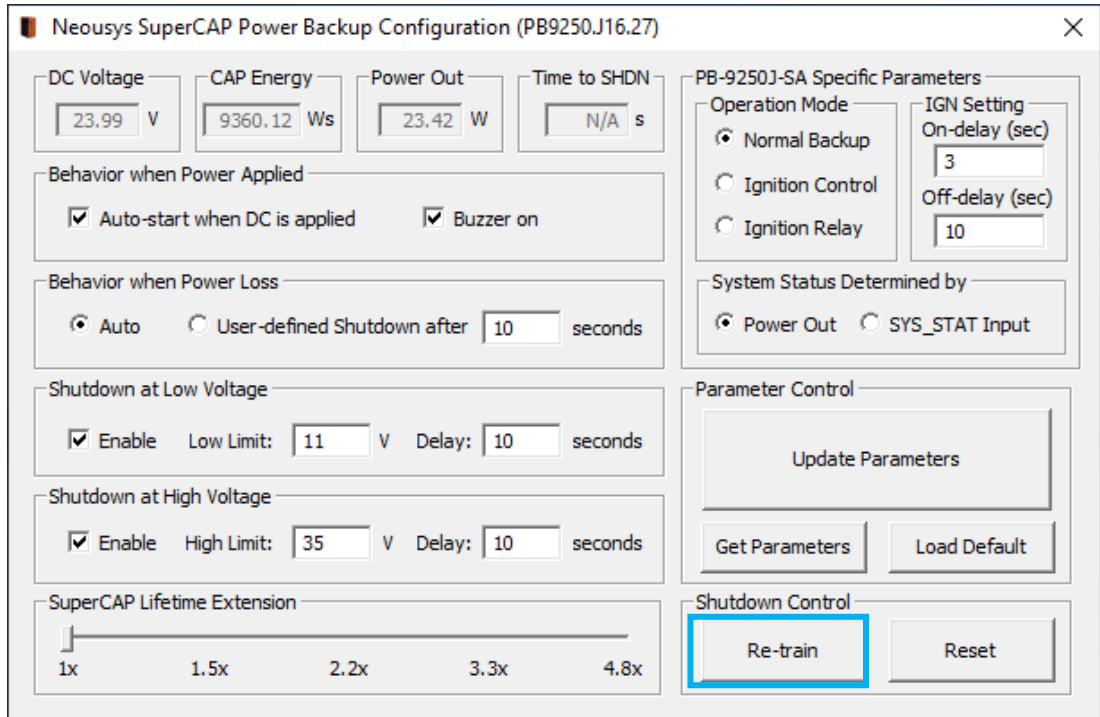 Neousys SuperCAP Power Backup Configuration (PB9250.J16.27)
DC Voltage
23.99 V
CAP Energy
9360.12 Ws
Power Out
23.42 W
Time to SHDN
N/A s
Behavior when Power Applied
Auto-start when DC is applied
Buzzer on
Behavior when Power Loss
Auto
User-defined Shutdown after 10 seconds
Shutdown at Low Voltage
Enable Low Limit: 11 V Delay: 10 seconds
Shutdown at High Voltage
Enable High Limit: 35 V Delay: 10 seconds
SuperCAP Lifetime Extension
1x 1.5x 2.2x 3.3x 4.8x
PB-9250J-SA Specific Parameters
Operation Mode
Normal Backup
Ignition Control
Ignition Relay
IGN Setting
On-delay (sec)
3
Off-delay (sec)
10
System Status Determined by
Power Out SYS_STAT Input
Parameter Control
Update Parameters
Get Parameters Load Default
Shutdown Control
Re-train Reset